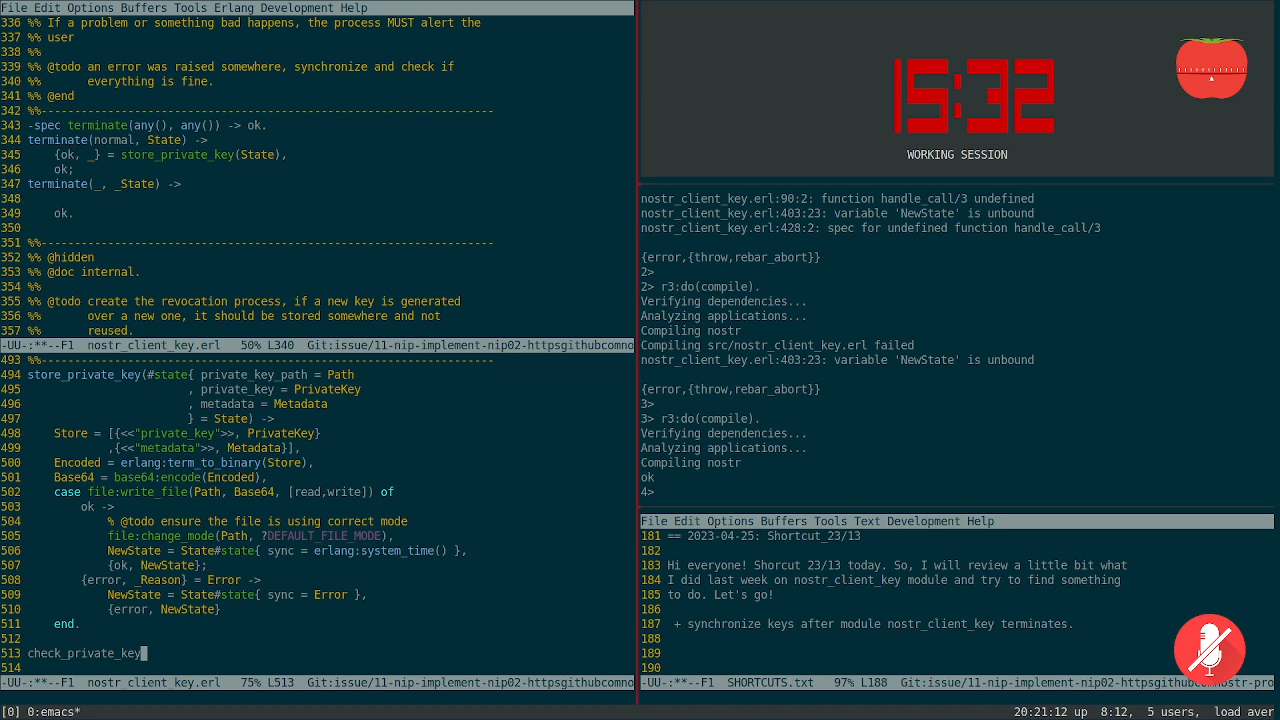 File Edit Options Buffers Tools Erlang Development Help
336 %% If a problem or something bad happens, the process MUST alert the
337 %% user
338 %%
339 %% @todo an error was raised somewhere, synchronize and check if
340 %%       everything is fine.
341 %% @end
342 %%--------------------------------------------------------------------
343 -spec terminate(any(), any()) -> ok.
344 terminate(normal, State) ->
345     {ok, _} = store_private_key(State),
346     ok;
347 terminate(_, _State) ->
348
349     ok.
350
351 %%--------------------------------------------------------------------
352 %% @hidden
353 %% @doc internal.
354 %%
355 %% @todo create the revocation process, if a new key is generated
356 %%       over a new one, it should be stored somewhere and not
357 %%       reused.
-UU-:**--F1  nostr_client_key.erl   50% L340  Git:issue/11-nip-implement-nip02-httpsgithubcomno
493 %%--------------------------------------------------------------------
494 store_private_key(#state{ private_key_path = Path
495                         , private_key = PrivateKey
496                         , metadata = Metadata
497                         } = State) ->
498     Store = [{<<"private_key">>, PrivateKey}
499             ,{<<"metadata">>, Metadata}],
500     Encoded = erlang:term_to_binary(Store),
501     Base64 = base64:encode(Encoded),
502     case file:write_file(Path, Base64, [read,write]) of
503         ok ->
504             % @todo ensure the file is using correct mode
505             file:change_mode(Path, ?DEFAULT_FILE_MODE),
506             NewState = State#state{ sync = erlang:system_time() },
507             {ok, NewState};
508         {error, _Reason} = Error ->
509             NewState = State#state{ sync = Error },
510             {error, NewState}
511     end.
512
513 check_private_key
514
-UU-:**--F1  nostr_client_key.erl   75% L513  Git:issue/11-nip-implement-nip02-httpsgithubcomno
15:32
WORKING SESSION
nostr_client_key.erl:90:2: function handle_call/3 undefined
nostr_client_key.erl:403:23: variable 'NewState' is unbound
nostr_client_key.erl:428:2: spec for undefined function handle_call/3
{error,{throw,rebar_abort}}
2>
2> r3:do(compile).
Verifying dependencies...
Analyzing applications...
Compiling nostr
Compiling src/nostr_client_key.erl failed
nostr_client_key.erl:403:23: variable 'NewState' is unbound
{error,{throw,rebar_abort}}
3>
3> r3:do(compile).
Verifying dependencies...
Analyzing applications...
Compiling nostr
ok
4>
File Edit Options Buffers Tools Text Development Help
181 == 2023-04-25: Shortcut_23/13
182
183 Hi everyone! Shorcut 23/13 today. So, I will review a little bit what
184 I did last week on nostr_client_key module and try to find something
185 to do. Let's go!
186
187  + synchronize keys after module nostr_client_key terminates.
188
189
190
-UU-:**--F1  SHORTCUTS.txt   97% L188  Git:issue/11-nip-implement-nip02-httpsgithubcomnostr-pro
[0] 0:emacs*
20:21:12 up  8:12,  5 users,  load aver